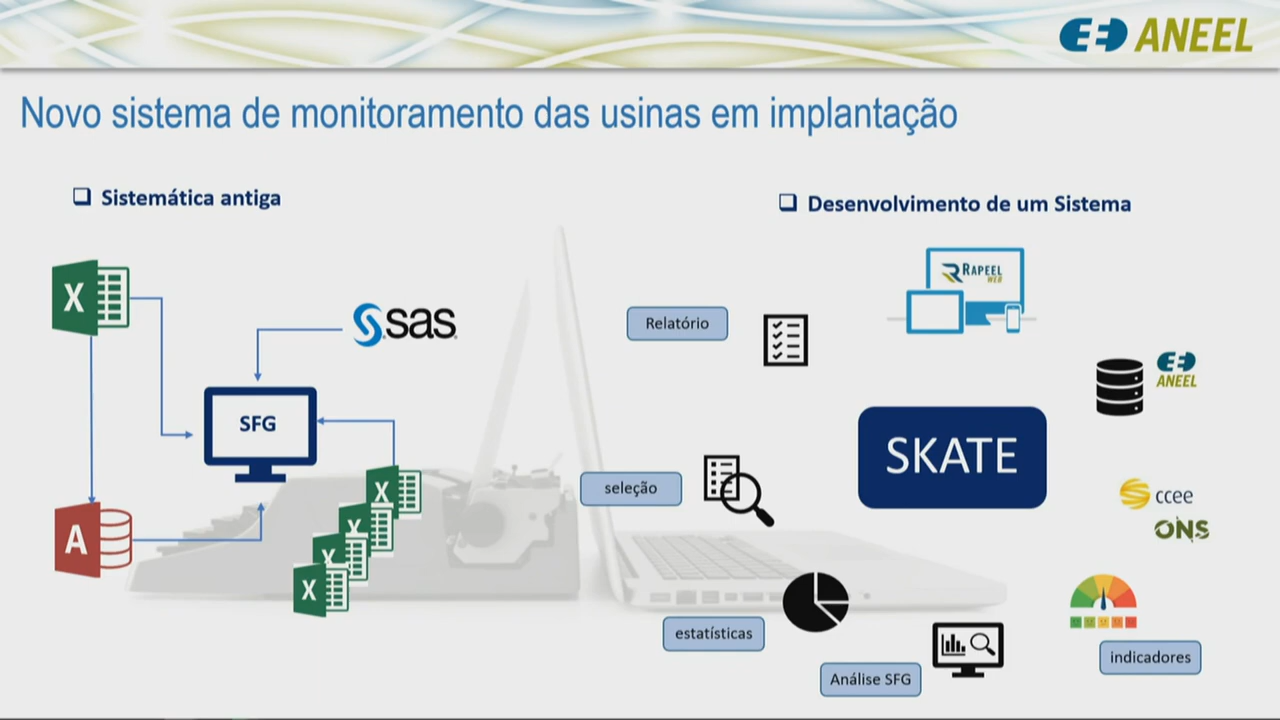 ANEEL
Novo sistema de monitoramento das usinas em implantação
Sistemática antiga
X
sas
SFG
A
X
X
X
X
Desenvolvimento de um Sistema
RAPEEL
WEB
Relatório
ANEEL
SKATE
seleção
ccee
ONS
estatísticas
Análise SFG
indicadores